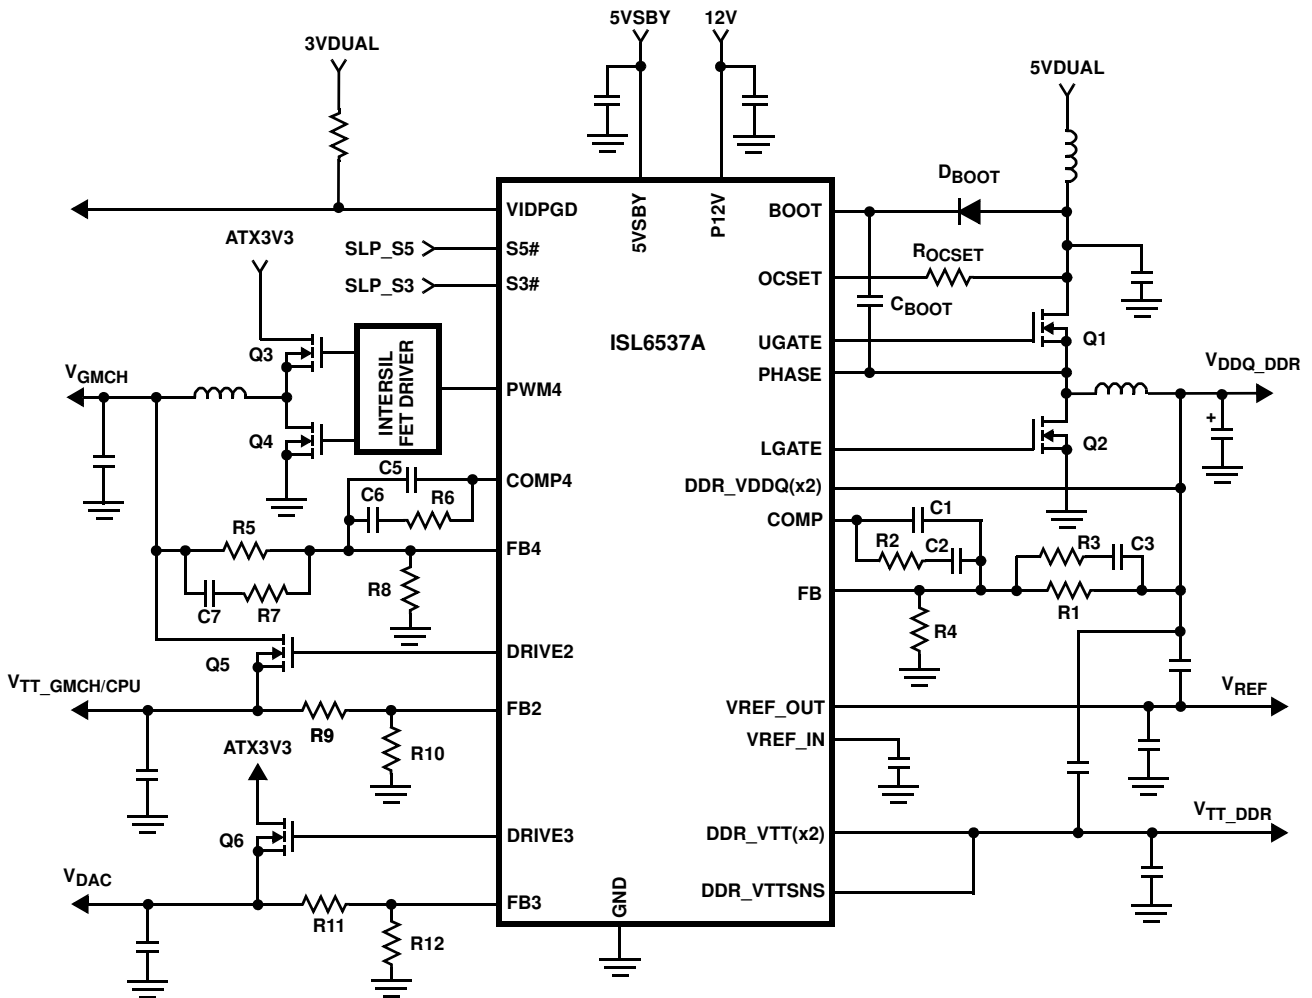 5VSBY
12V
3VDUAL
5VDUAL
DBOOT
VIDPGD
5VSBY
P12V
BOOT
ATX3V3
SLP_S5
S5#
ROCSET
OCSET
SLP_S3
S3#
CBOOT
ISL6537A
UGATE
Q1
Q3
INTERSIL
FET DRIVER
VGMCH
PHASE
VDDQ_DDR
PWM4
+
Q4
LGATE
Q2
C5
COMP4
DDR_VDDQ(x2)
C6
R6
COMP
C1
R5
FB4
R2
C2
R3
C3
C7
R7
R8
FB
R1
R4
DRIVE2
Q5
VTT_GMCH/CPU
FB2
VREF_OUT
VREF
R9
VREF_IN
ATX3V3
R10
DRIVE3
DDR_VTT(x2)
VTT_DDR
Q6
VDAC
FB3
GND
DDR_VTTSNS
R11
R12